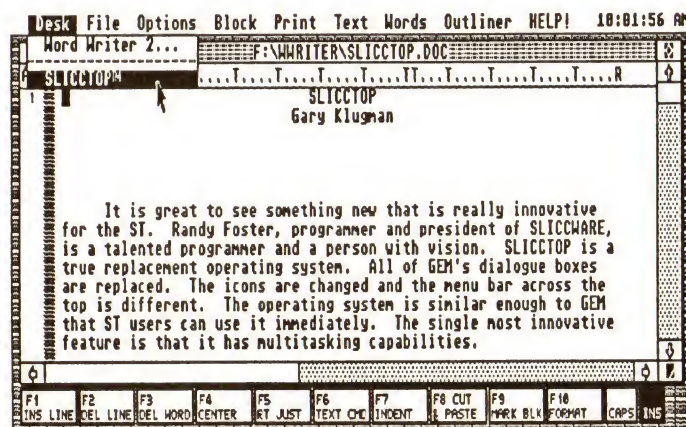 Desk File Options Block Print Text Words Outliner HELP! 10:01:56 AM
Word Writer 2...
F:\WWRITER\SLICCTOP.DOC
SLICCTOP™
....T....T....T....T....TT...T....T....T....T....T....R
1
SLICCTOP
Gary Klugman
It is great to see something new that is really innovative
for the ST. Randy Foster, programmer and president of SLICCWARE,
is a talented programmer and a person with vision. SLICCTOP is a
true replacement operating system. All of GEM's dialogue boxes
are replaced. The icons are changed and the menu bar across the
top is different. The operating system is similar enough to GEM
that ST users can use it immediately. The single most innovative
feature is that it has multitasking capabilities.
F1 F2 F3 F4 F5 F6 F7 F8 CUT F9 F10
INS LINE DEL LINE DEL WORD CENTER RT JUST TEXT CMD INDENT & PASTE MARK BLK FORMAT CAPS INS